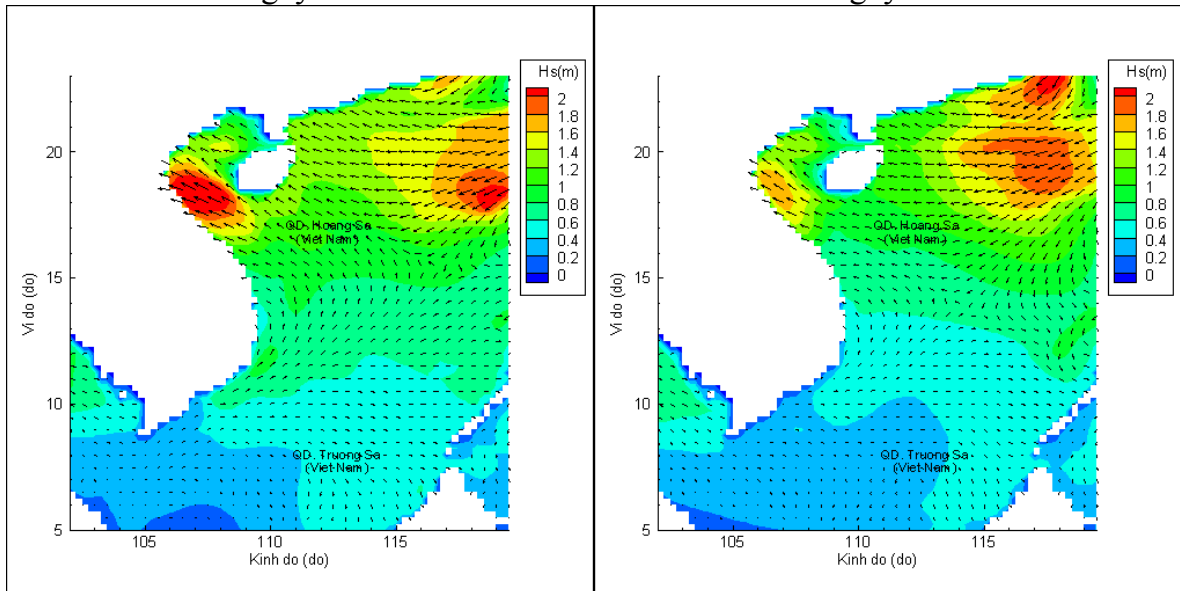 Hs(m)
2
1.8
1.6
1.4
1.2
1
0.8
0.6
0.4
0.2
0
20
15
10
5
105
110
115
Vi do (do)
Kinh do (do)
QD. Hoang Sa
(Viet Nam)
QD. Truong Sa
(Viet Nam)
Hs(m)
2
1.8
1.6
1.4
1.2
1
0.8
0.6
0.4
0.2
0
20
15
10
5
105
110
115
Vi do (do)
Kinh do (do)
QD. Hoang Sa
(Viet Nam)
QD. Truong Sa
(Viet Nam)